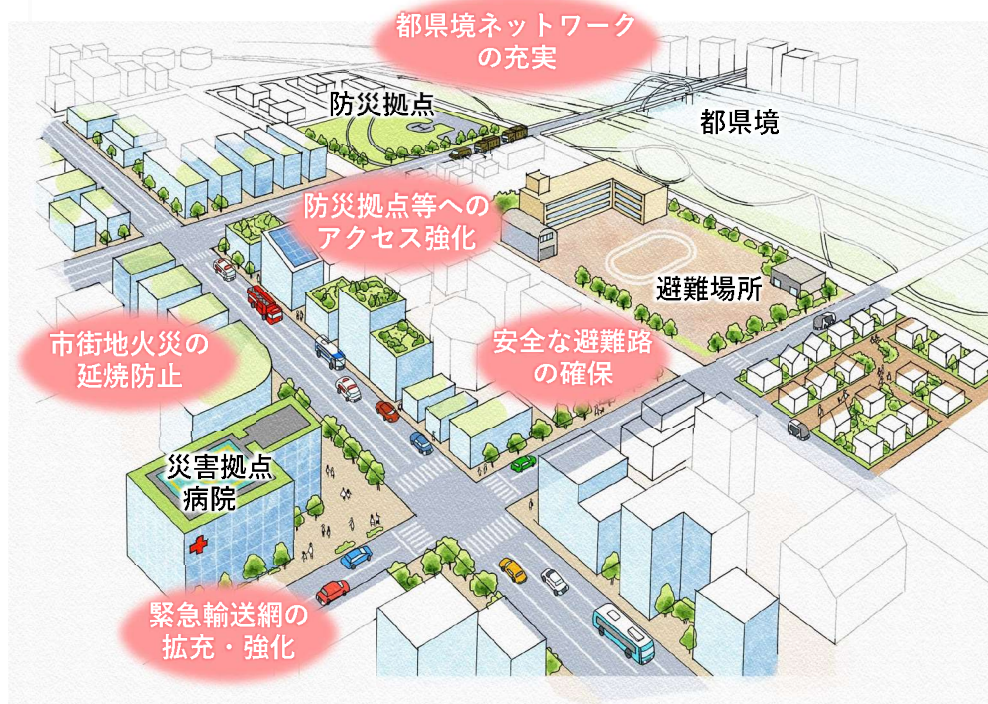 都県境ネットワーク
の充実
防災拠点
都県境
防災拠点等への
アクセス強化
避難場所
市街地火災の
延焼防止
安全な避難路
の確保
災害拠点
病院
緊急輸送網の
拡充・強化